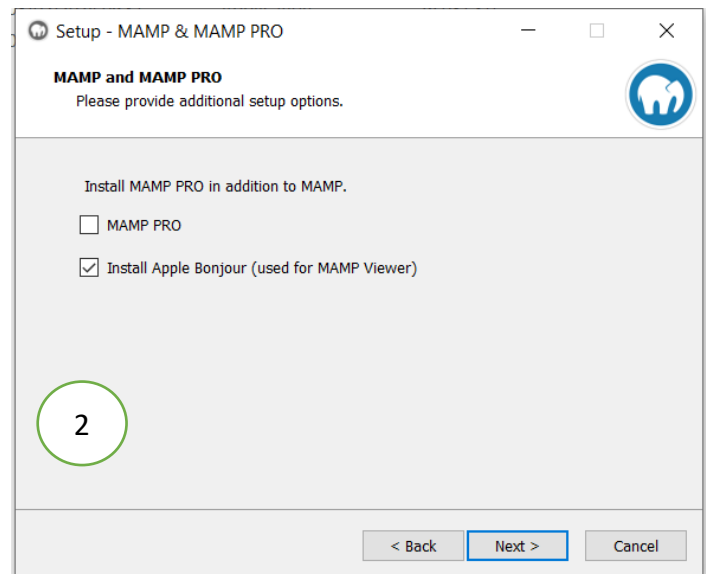 Setup - MAMP & MAMP PRO
MAMP and MAMP PRO
Please provide additional setup options.
Install MAMP PRO in addition to MAMP.
MAMP PRO
Install Apple Bonjour (used for MAMP Viewer)
2
< Back Next > Cancel